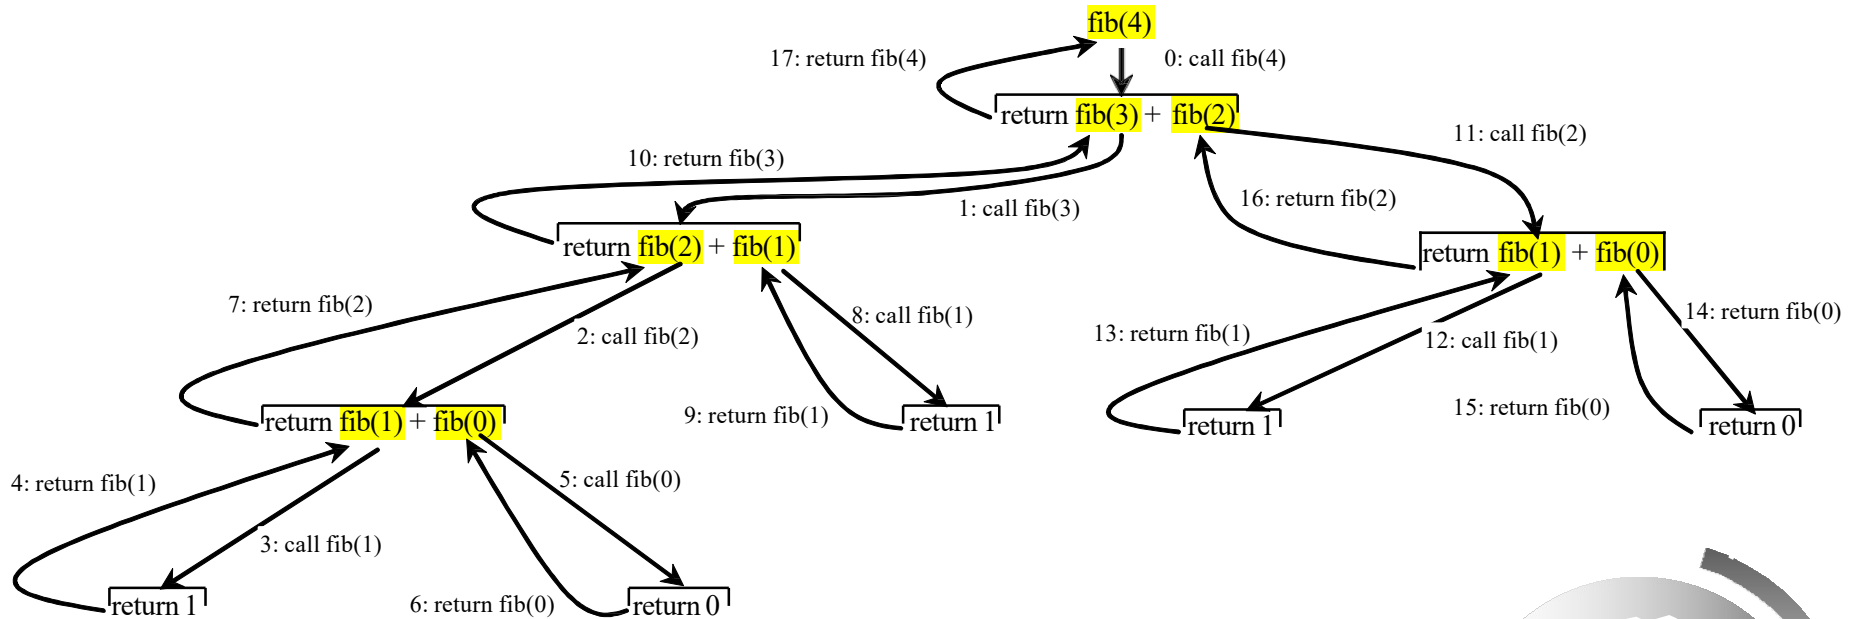 fib(4)
17: return fib(4)
0: call fib(4)
return fib(3) + fib(2)
11: call fib(2)
10: return fib(3)
1: call fib(3)
16: return fib(2)
return fib(2) + fib(1)
return fib(1) + fib(0)
7: return fib(2)
2: call fib(2)
8: call fib(1)
13: return fib(1)
12: call fib(1)
14: return fib(0)
return fib(1) + fib(0)
9: return fib(1)
return 1
return 1
15: return fib(0)
return 0
4: return fib(1)
5: call fib(0)
3: call fib(1)
return 1
6: return fib(0)
return 0